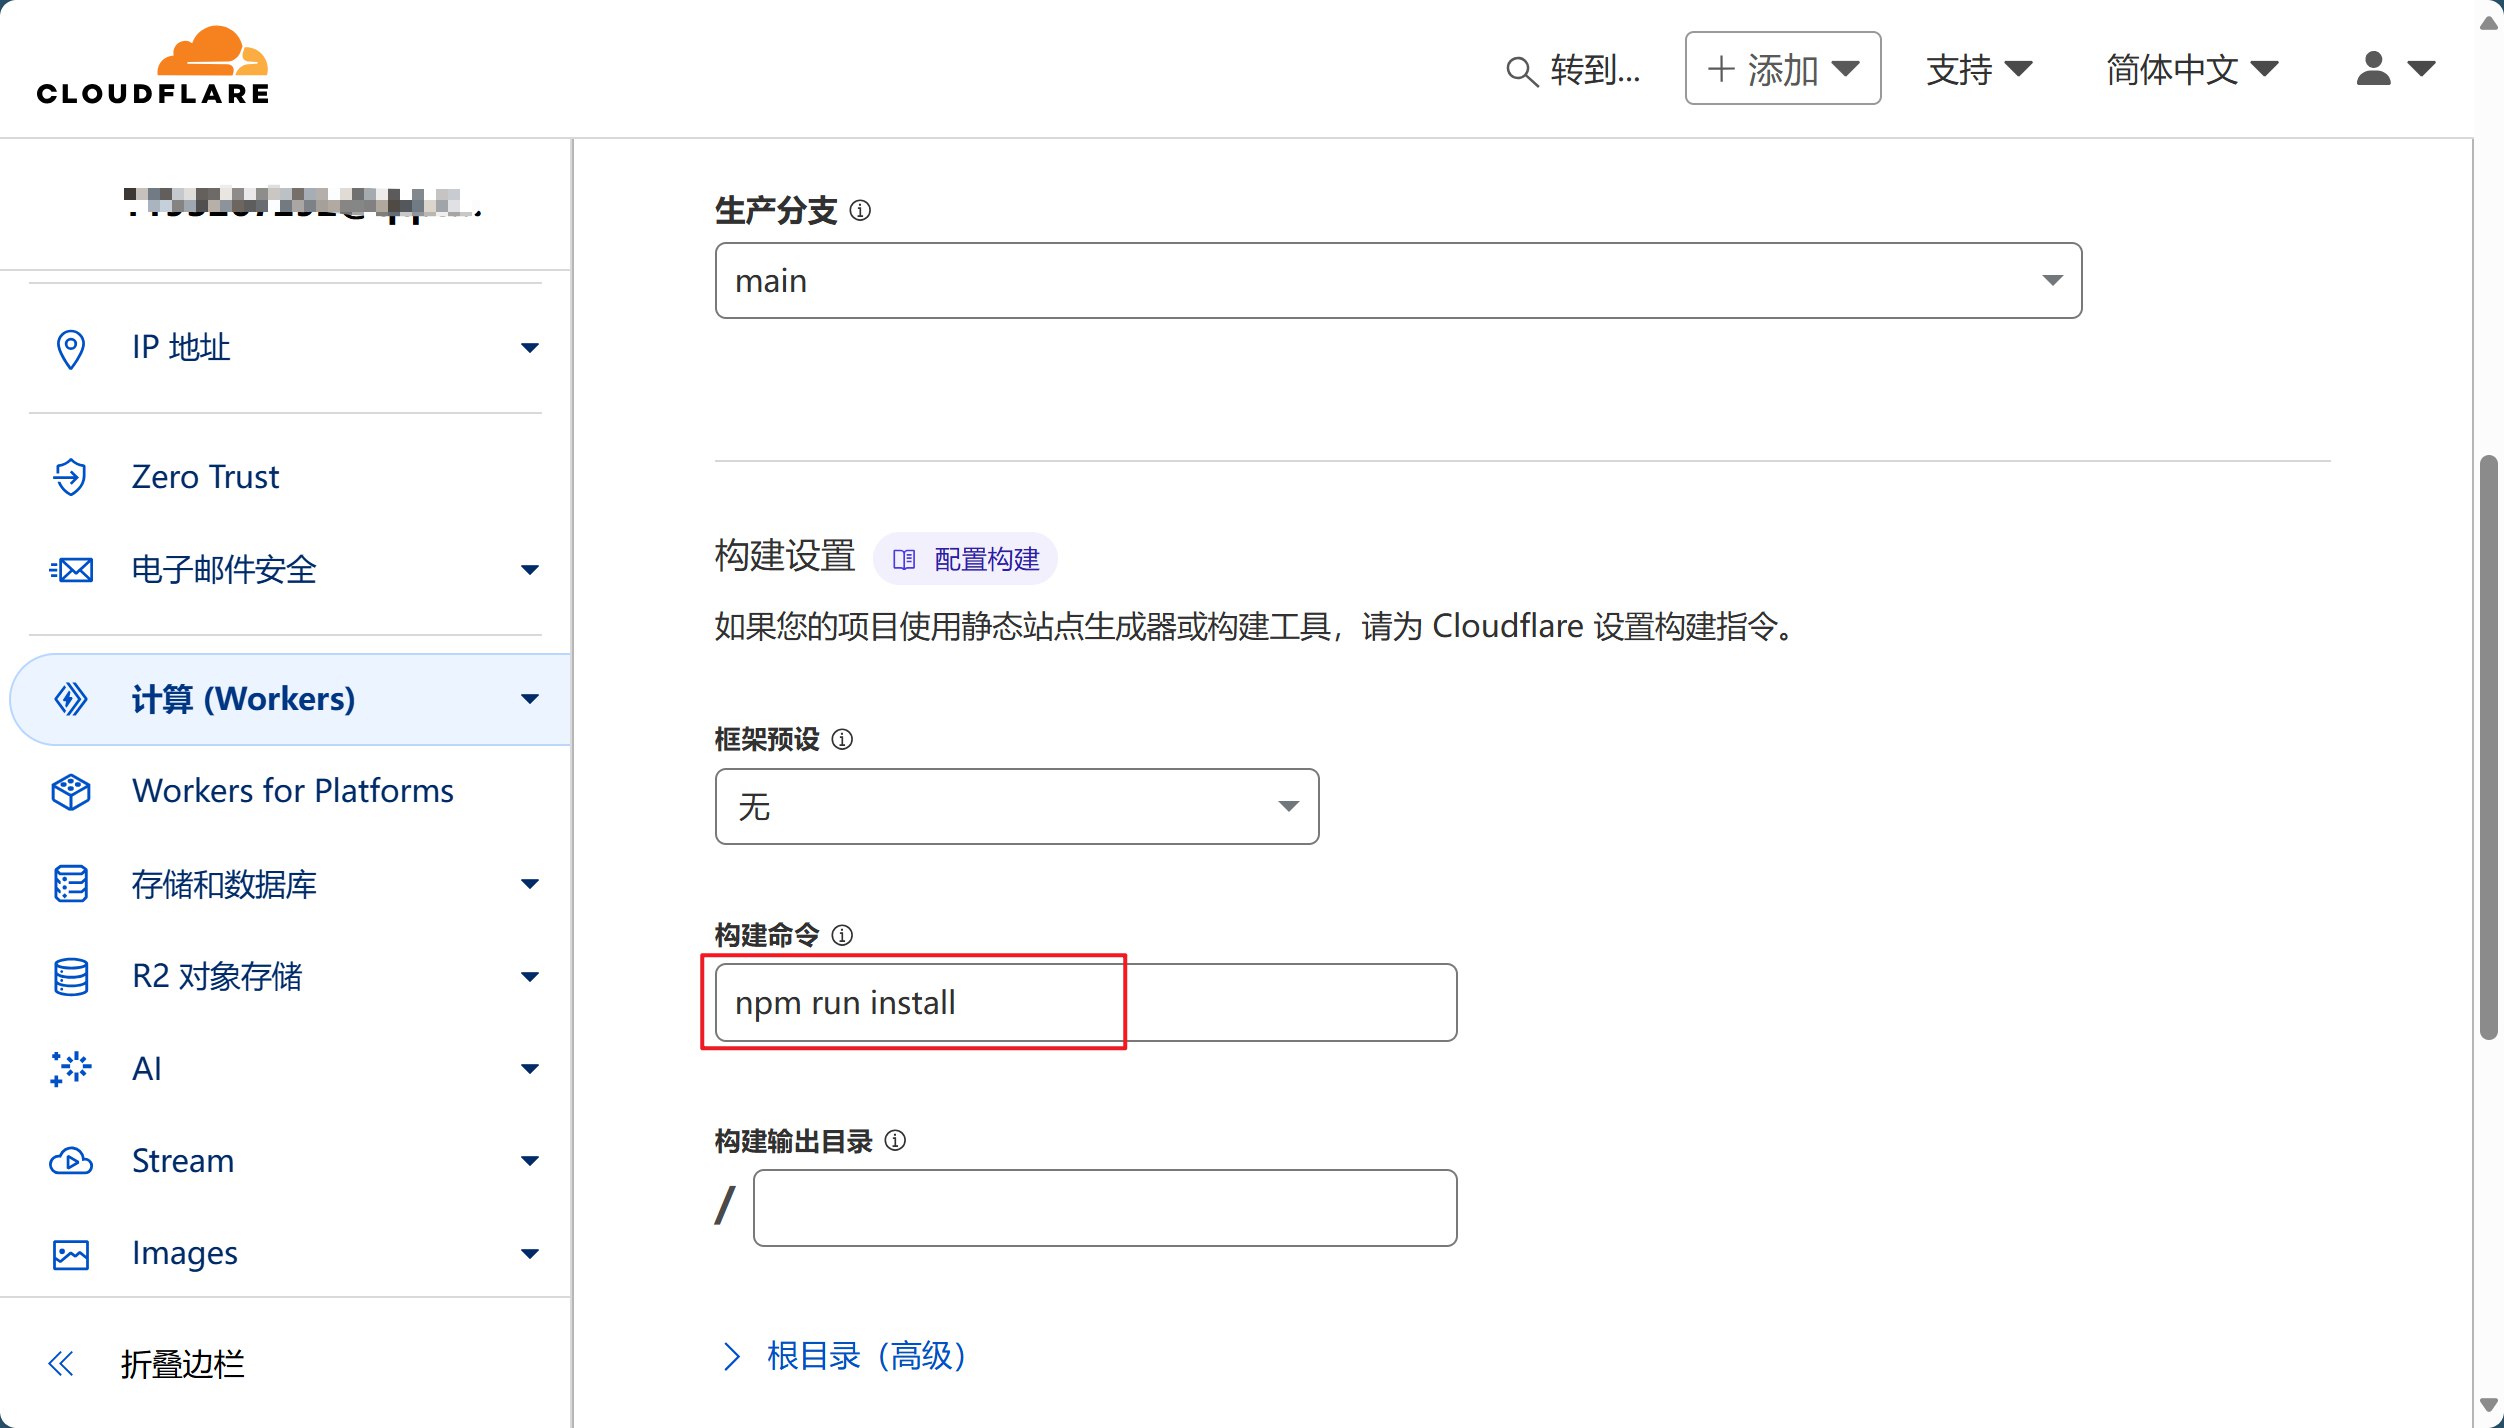 CLOUDFLARE
转到...
添加
支持
简体中文
IP 地址
Zero Trust
电子邮件安全
计算 (Workers)
Workers for Platforms
存储和数据库
R2 对象存储
AI
Stream
Images
折叠边栏
生产分支
main
构建设置
配置构建
如果您的项目使用静态站点生成器或构建工具，请为 Cloudflare 设置构建指令。
框架预设
无
构建命令
npm run install
构建输出目录
/
根目录（高级）